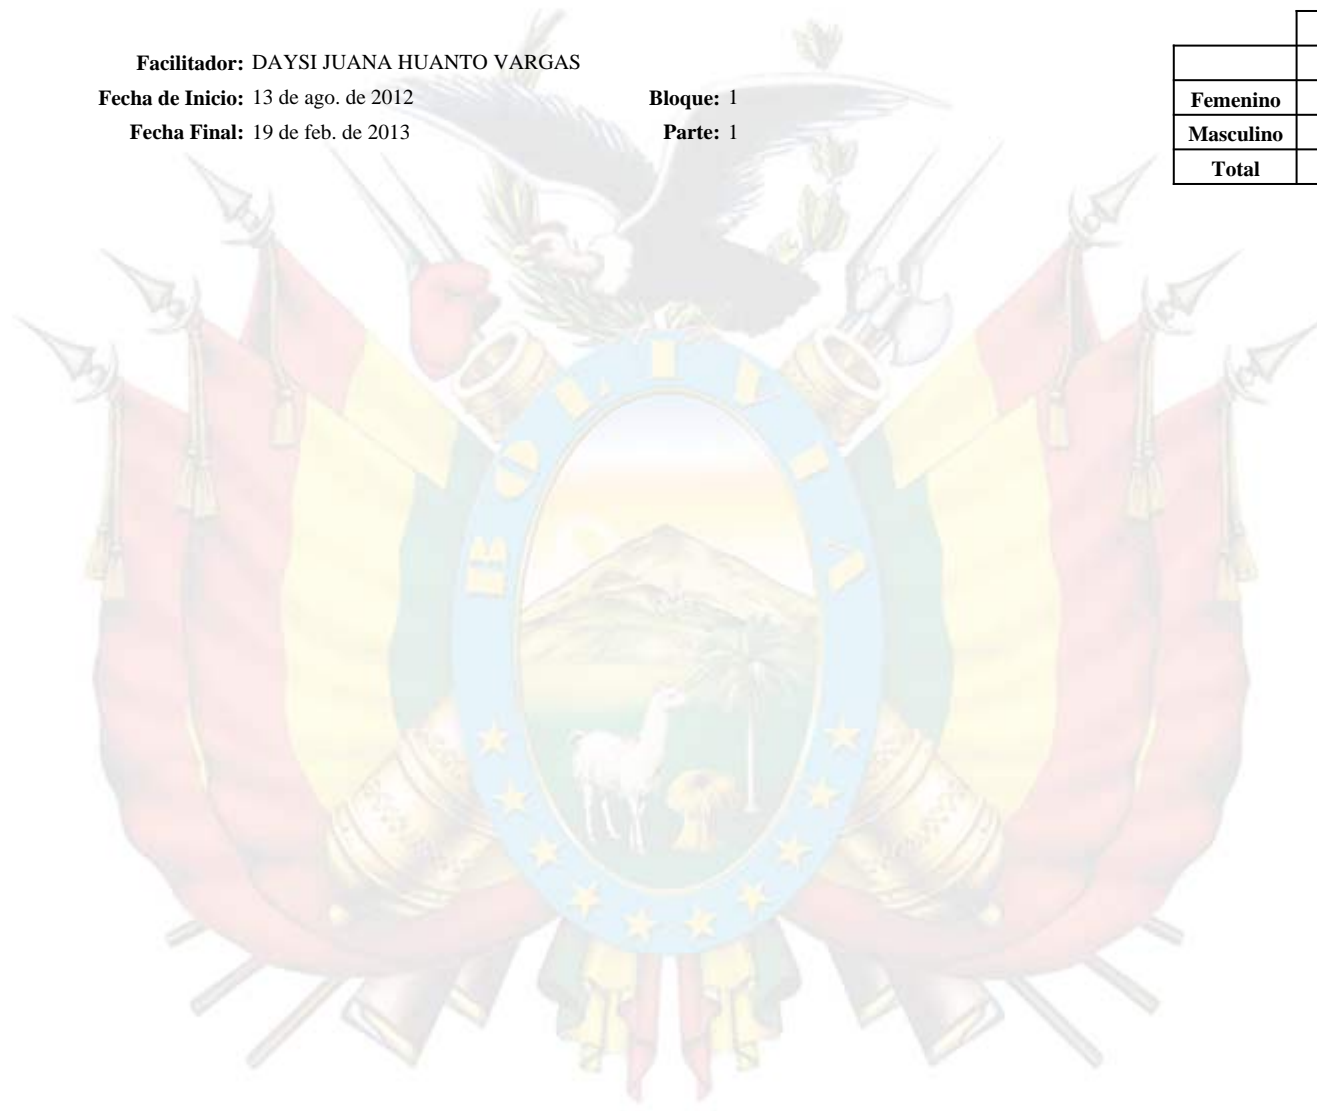 Facilitador: DAYSI JUANA HUANTO VARGAS
Fecha de Inicio: 13 de ago. de 2012 Bloque: 1
Fecha Final: 19 de feb. de 2013 Parte: 1
Femenino
Masculino
Total
BOLIVIA